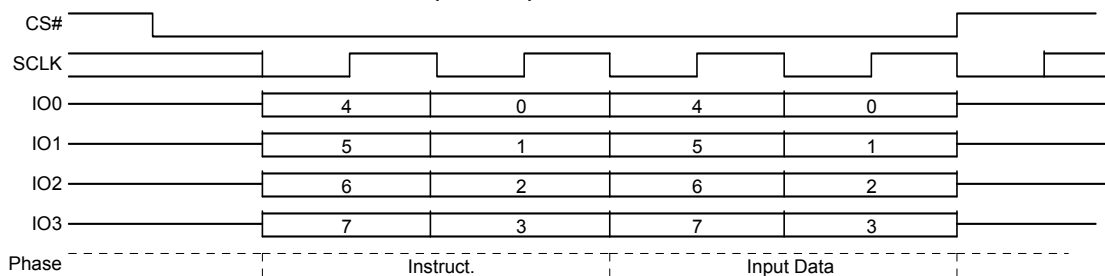 CS#
SCLK
IO0 4 0 4 0
IO1 5 1 5 1
IO2 6 2 6 2
IO3 7 3 7 3
Phase Instruct. Input Data